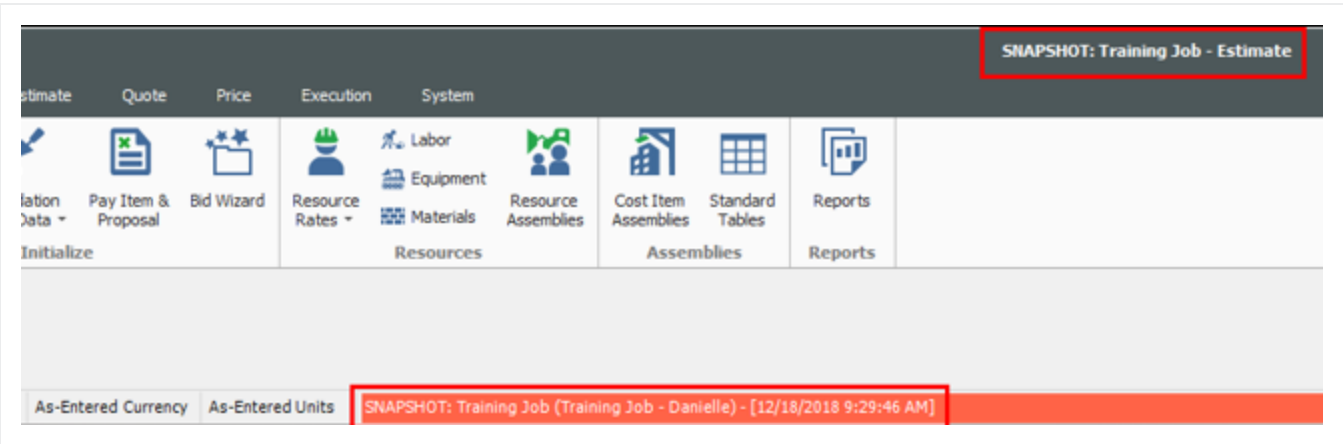 SNAPSHOT: Training Job - Estimate
stimate Quote Price Execution System
Labor
Equipment
lation Pay Item & Bid Wizard Resource Resource Cost Item Standard Reports
Data Proposal Rates Materials Assemblies Assemblies Tables
Initialize Resources Assemblies Reports
As-Entered Currency As-Entered Units SNAPSHOT: Training Job (Training Job - Danielle) - [12/18/2018 9:29:46 AM]